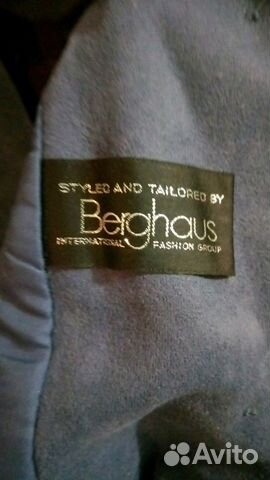 STYLED AND TAILORED BY
Berghaus
INTERNATIONAL FASHION GROUP
Avito